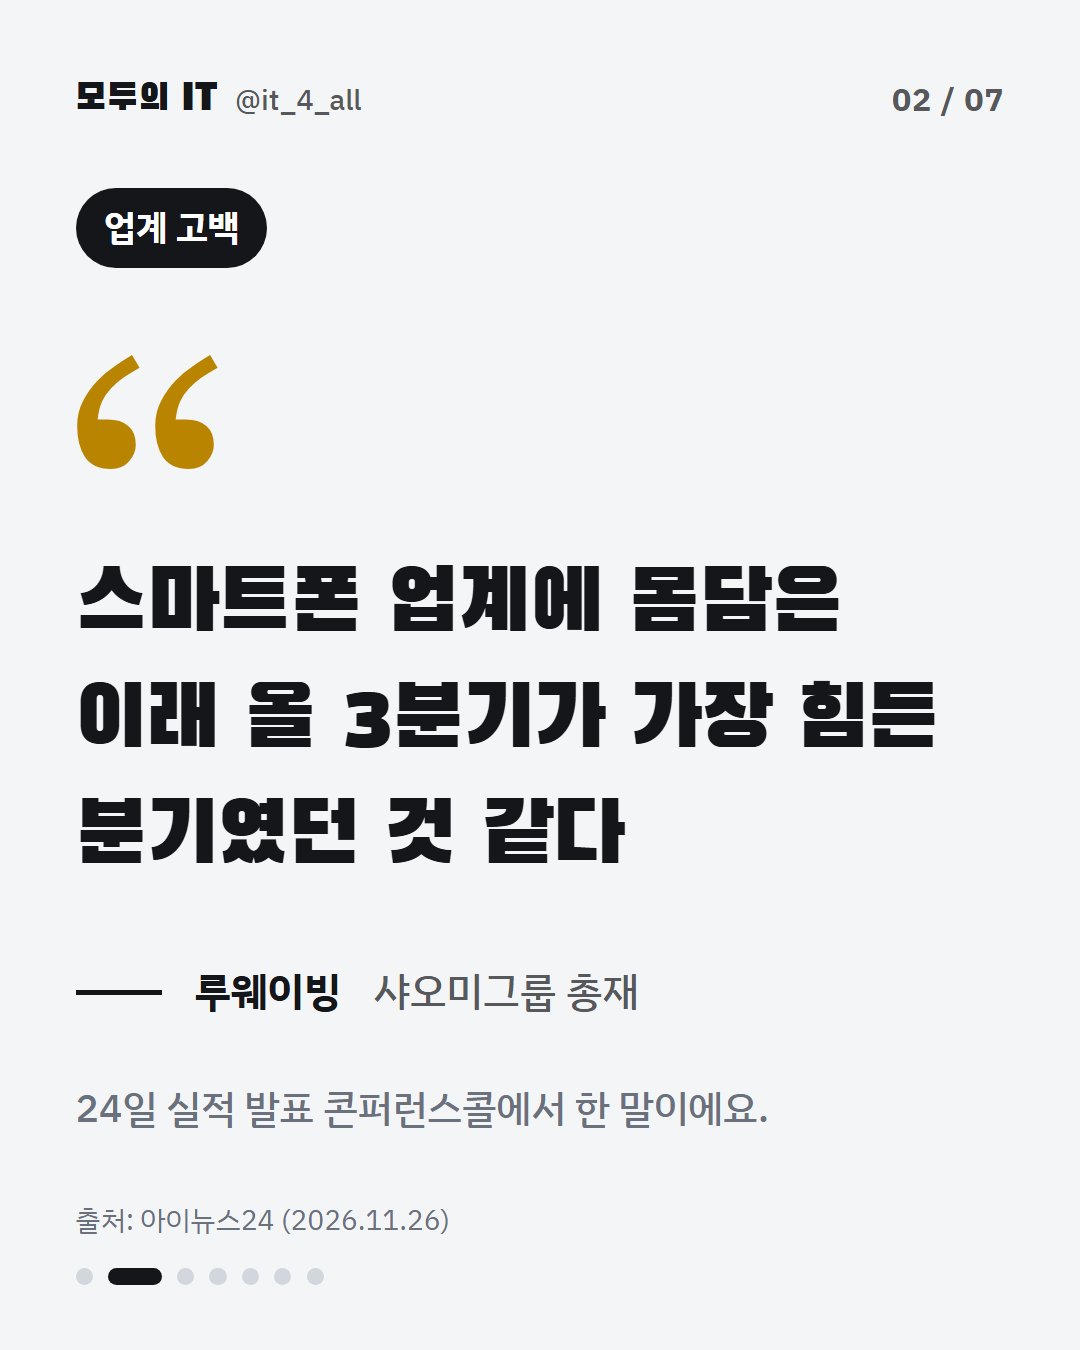 모두의 IT @it_4_all 02 / 07
업계 고백
“
스마트폰 업계에 몸담은
이래 올 3분기가 가장 힘든
분기였던 것 같다
루웨이빙 샤오미그룹 총재
24일 실적 발표 콘퍼런스콜에서 한 말이에요.
출처: 아이뉴스24 (2026.11.26)